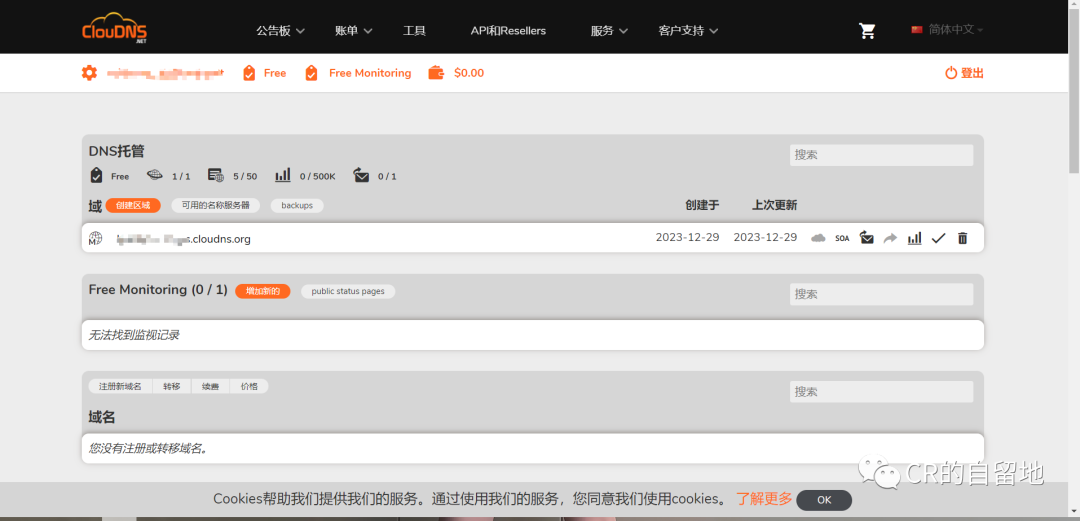 ClouDNS .NET
公告板 账单 工具 API和Resellers 服务 客户支持 简体中文
Free Free Monitoring $0.00 登出
DNS托管
搜索
Free 1 / 1 5 / 50 0 / 500K 0 / 1
域 创建区域 可用的名称服务器 backups 创建于 上次更新
s.cloudns.org 2023-12-29 2023-12-29 SOA
Free Monitoring (0 / 1) 增加新的 public status pages 搜索
无法找到监视记录
注册新域名 转移 续费 价格 搜索
域名
您没有注册或转移域名。
CR的自留地
Cookies帮助我们提供我们的服务。通过使用我们的服务，您同意我们使用cookies。 了解更多 OK